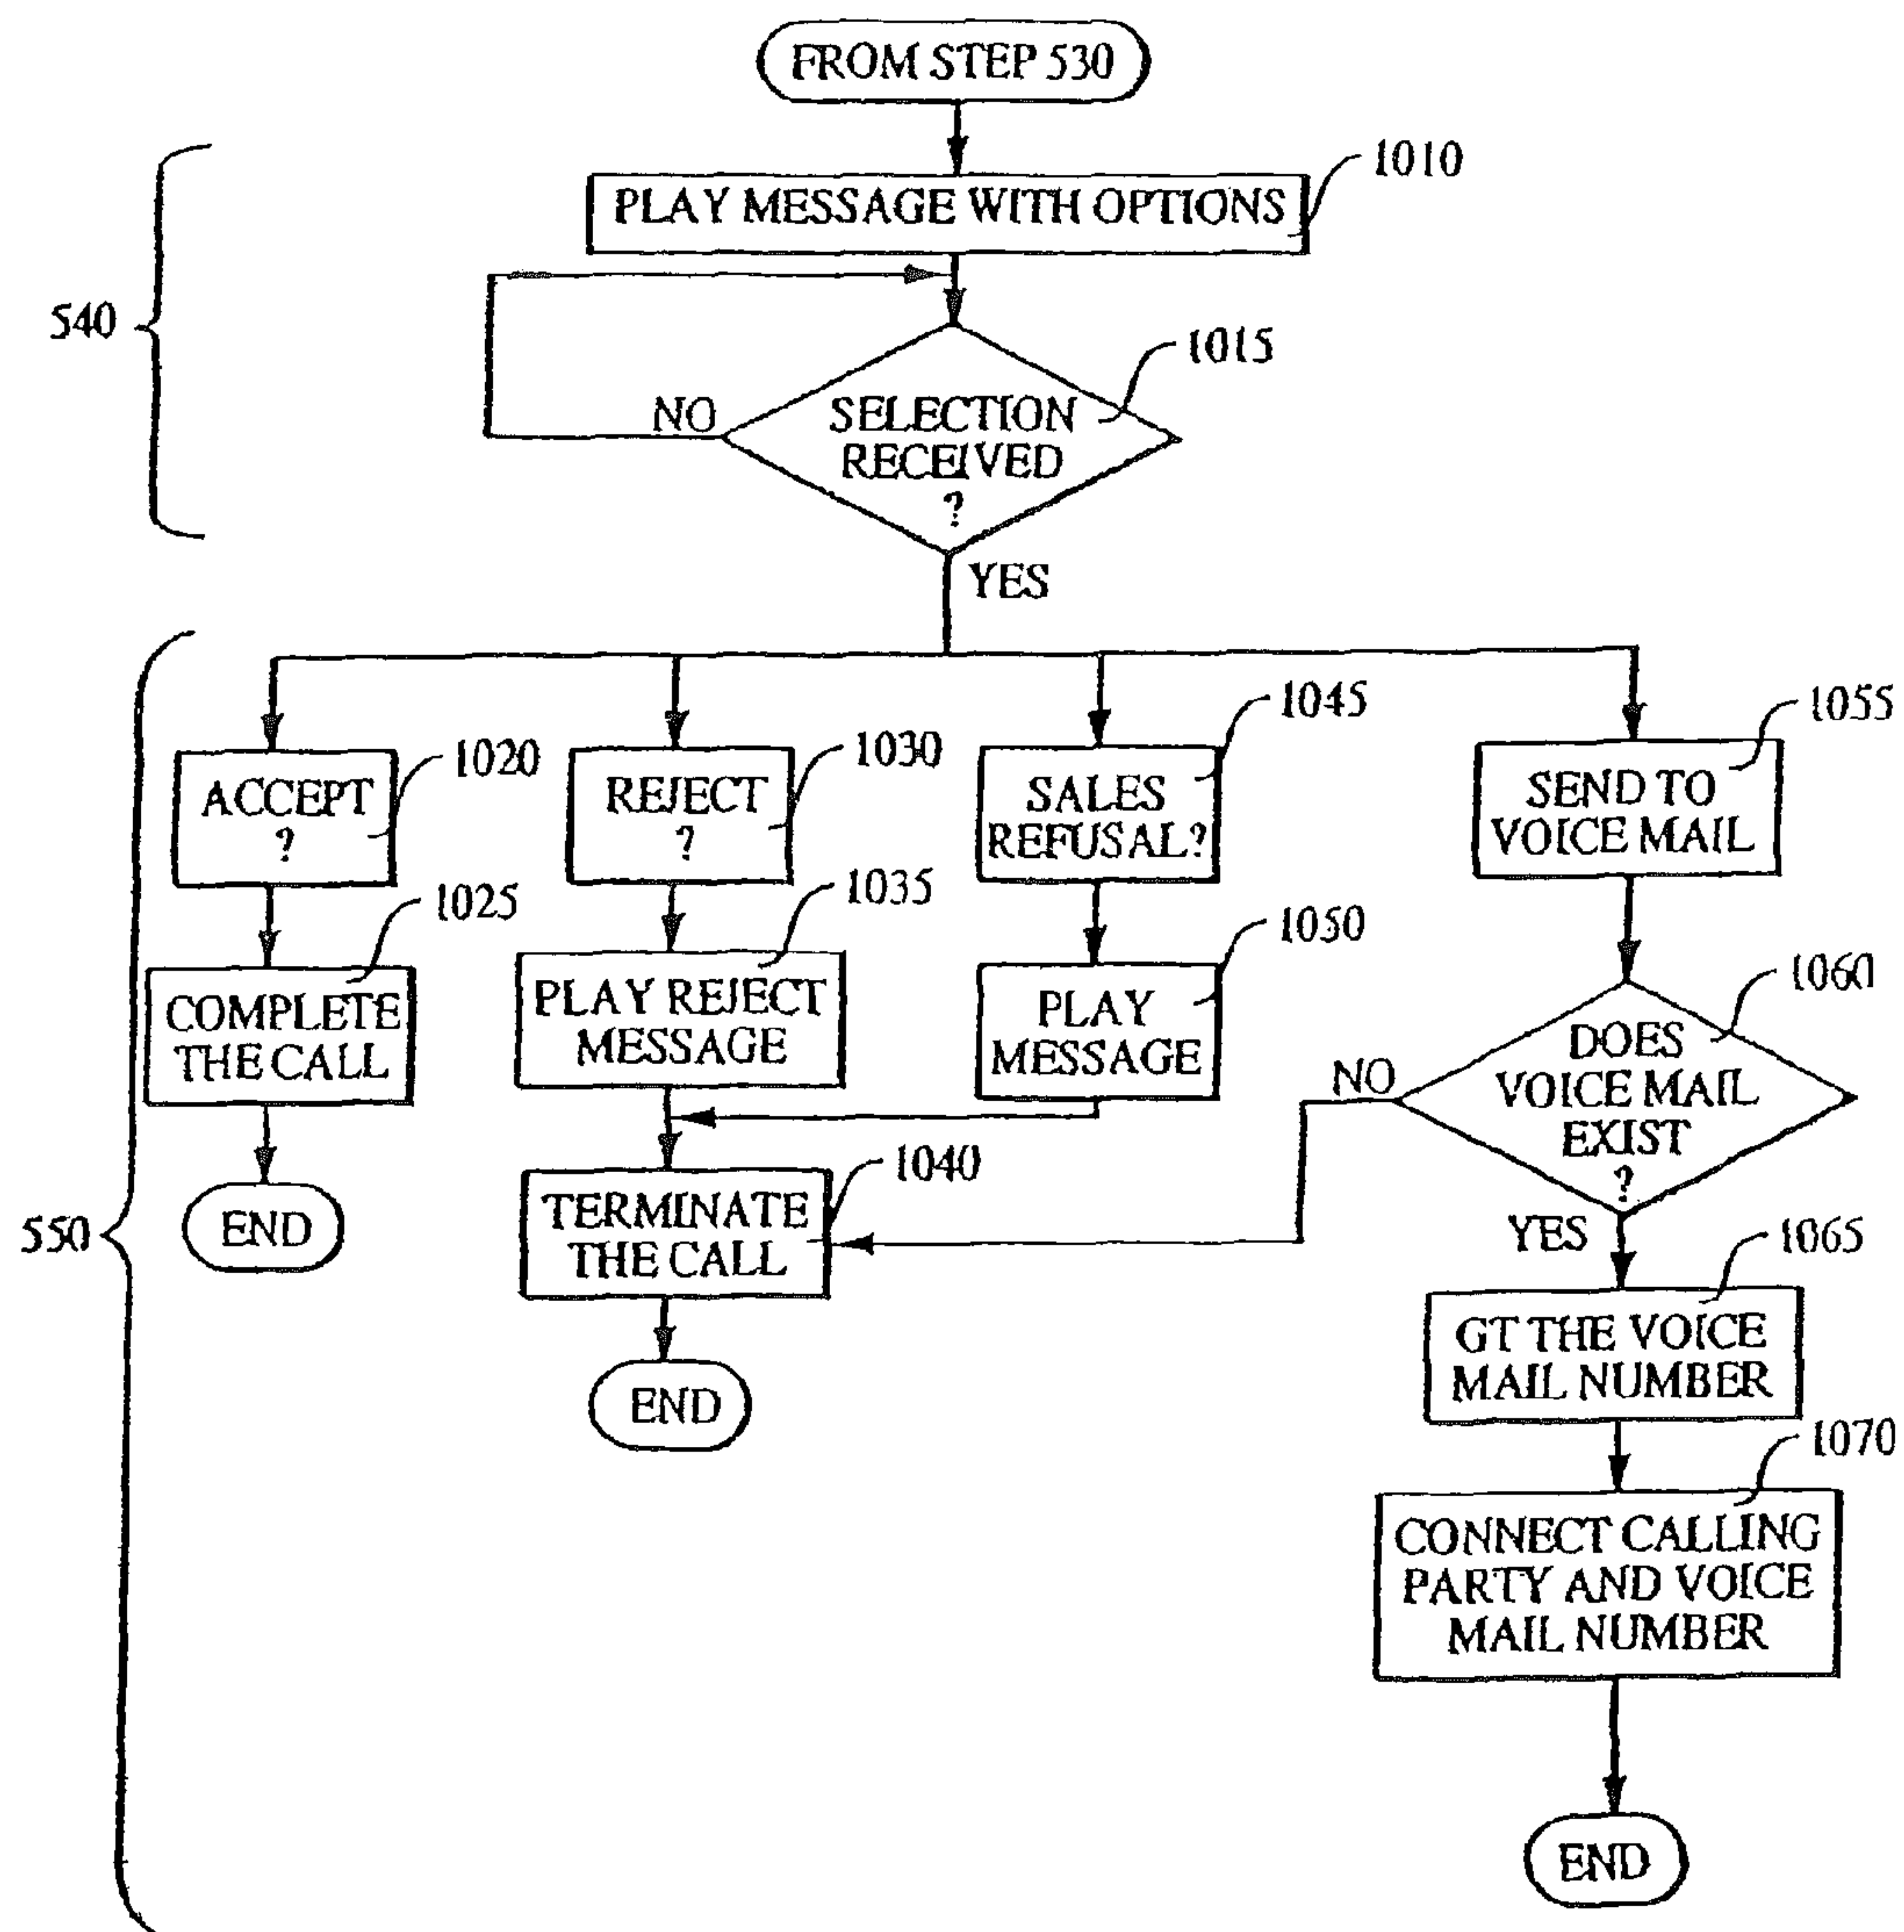 FROM STEP 530
1010
PLAY MESSAGE WITH OPTIONS
540
1015
NO
SELECTION
RECEIVED
?
YES
550
1020
ACCEPT
?
1025
COMPLETE
THE CALL
END
1030
REJECT
?
1035
PLAY REJECT
MESSAGE
1040
TERMINATE
THE CALL
END
1045
SALES
REFUSAL?
1050
PLAY
MESSAGE
1055
SEND TO
VOICE MAIL
1060
DOES
VOICE MAIL
EXIST
?
NO
YES
1065
GT THE VOICE
MAIL NUMBER
1070
CONNECT CALLING
PARTY AND VOICE
MAIL NUMBER
END